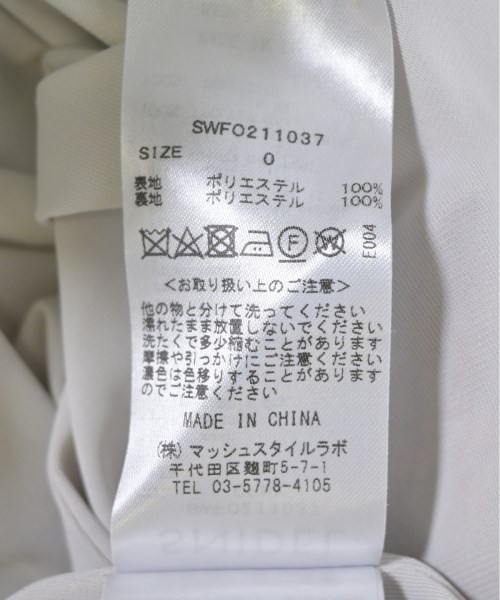 SWFO211037
SIZE 0
表地 ポリエステル 100%
裏地 ポリエステル 100%
E004
<お取り扱い上のご注意>
他の物と分けて洗ってください
濡れたまま放置しないでください
洗たくで多少縮むことがあります
摩擦や引っかけにご注意ください
濃色は色移りすることがあります
のでご注意ください
MADE IN CHINA
(株)マッシュスタイルラボ
千代田区麹町5-7-1
TEL 03-5778-4105